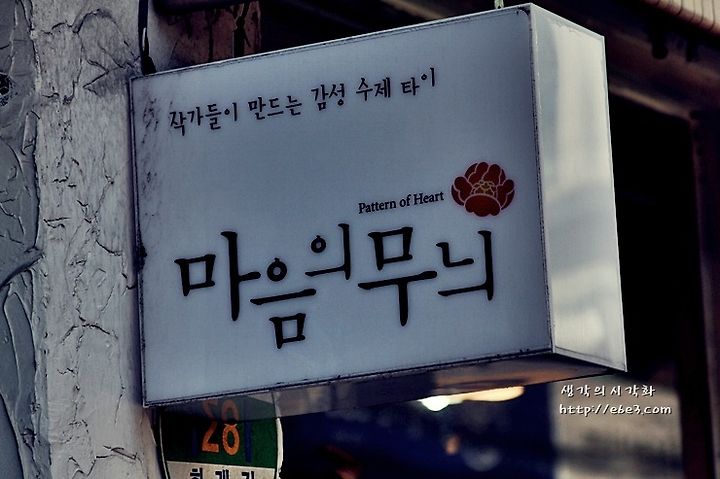 작가들이 만드는 감성 수제 타이
Pattern of Heart
마음의무늬
28
생각의시각화
http://e6e3.com